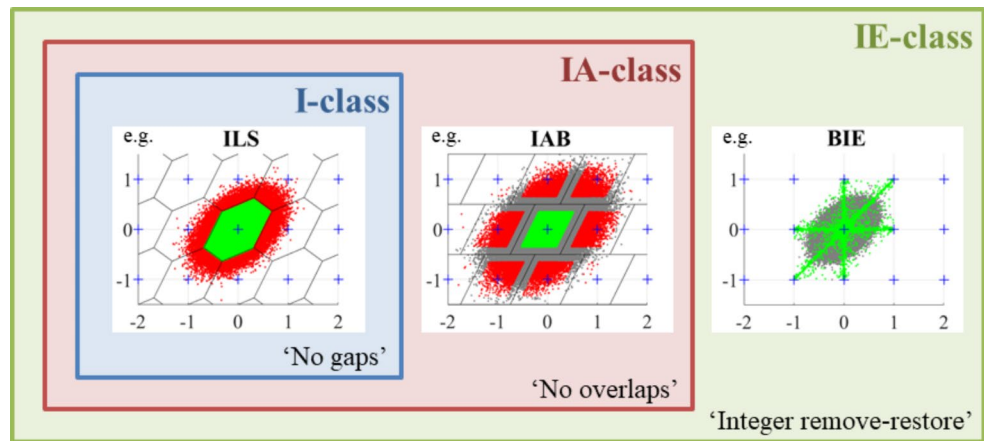 IE-class
IA-class
I-class
e.g. ILS
1
0
-1
-2 -1 0 1 2
'No gaps'
e.g. IAB
1
0
-1
-2 -1 0 1 2
'No overlaps'
e.g. BIE
1
0
-1
-2 -1 0 1 2
'Integer remove-restore'